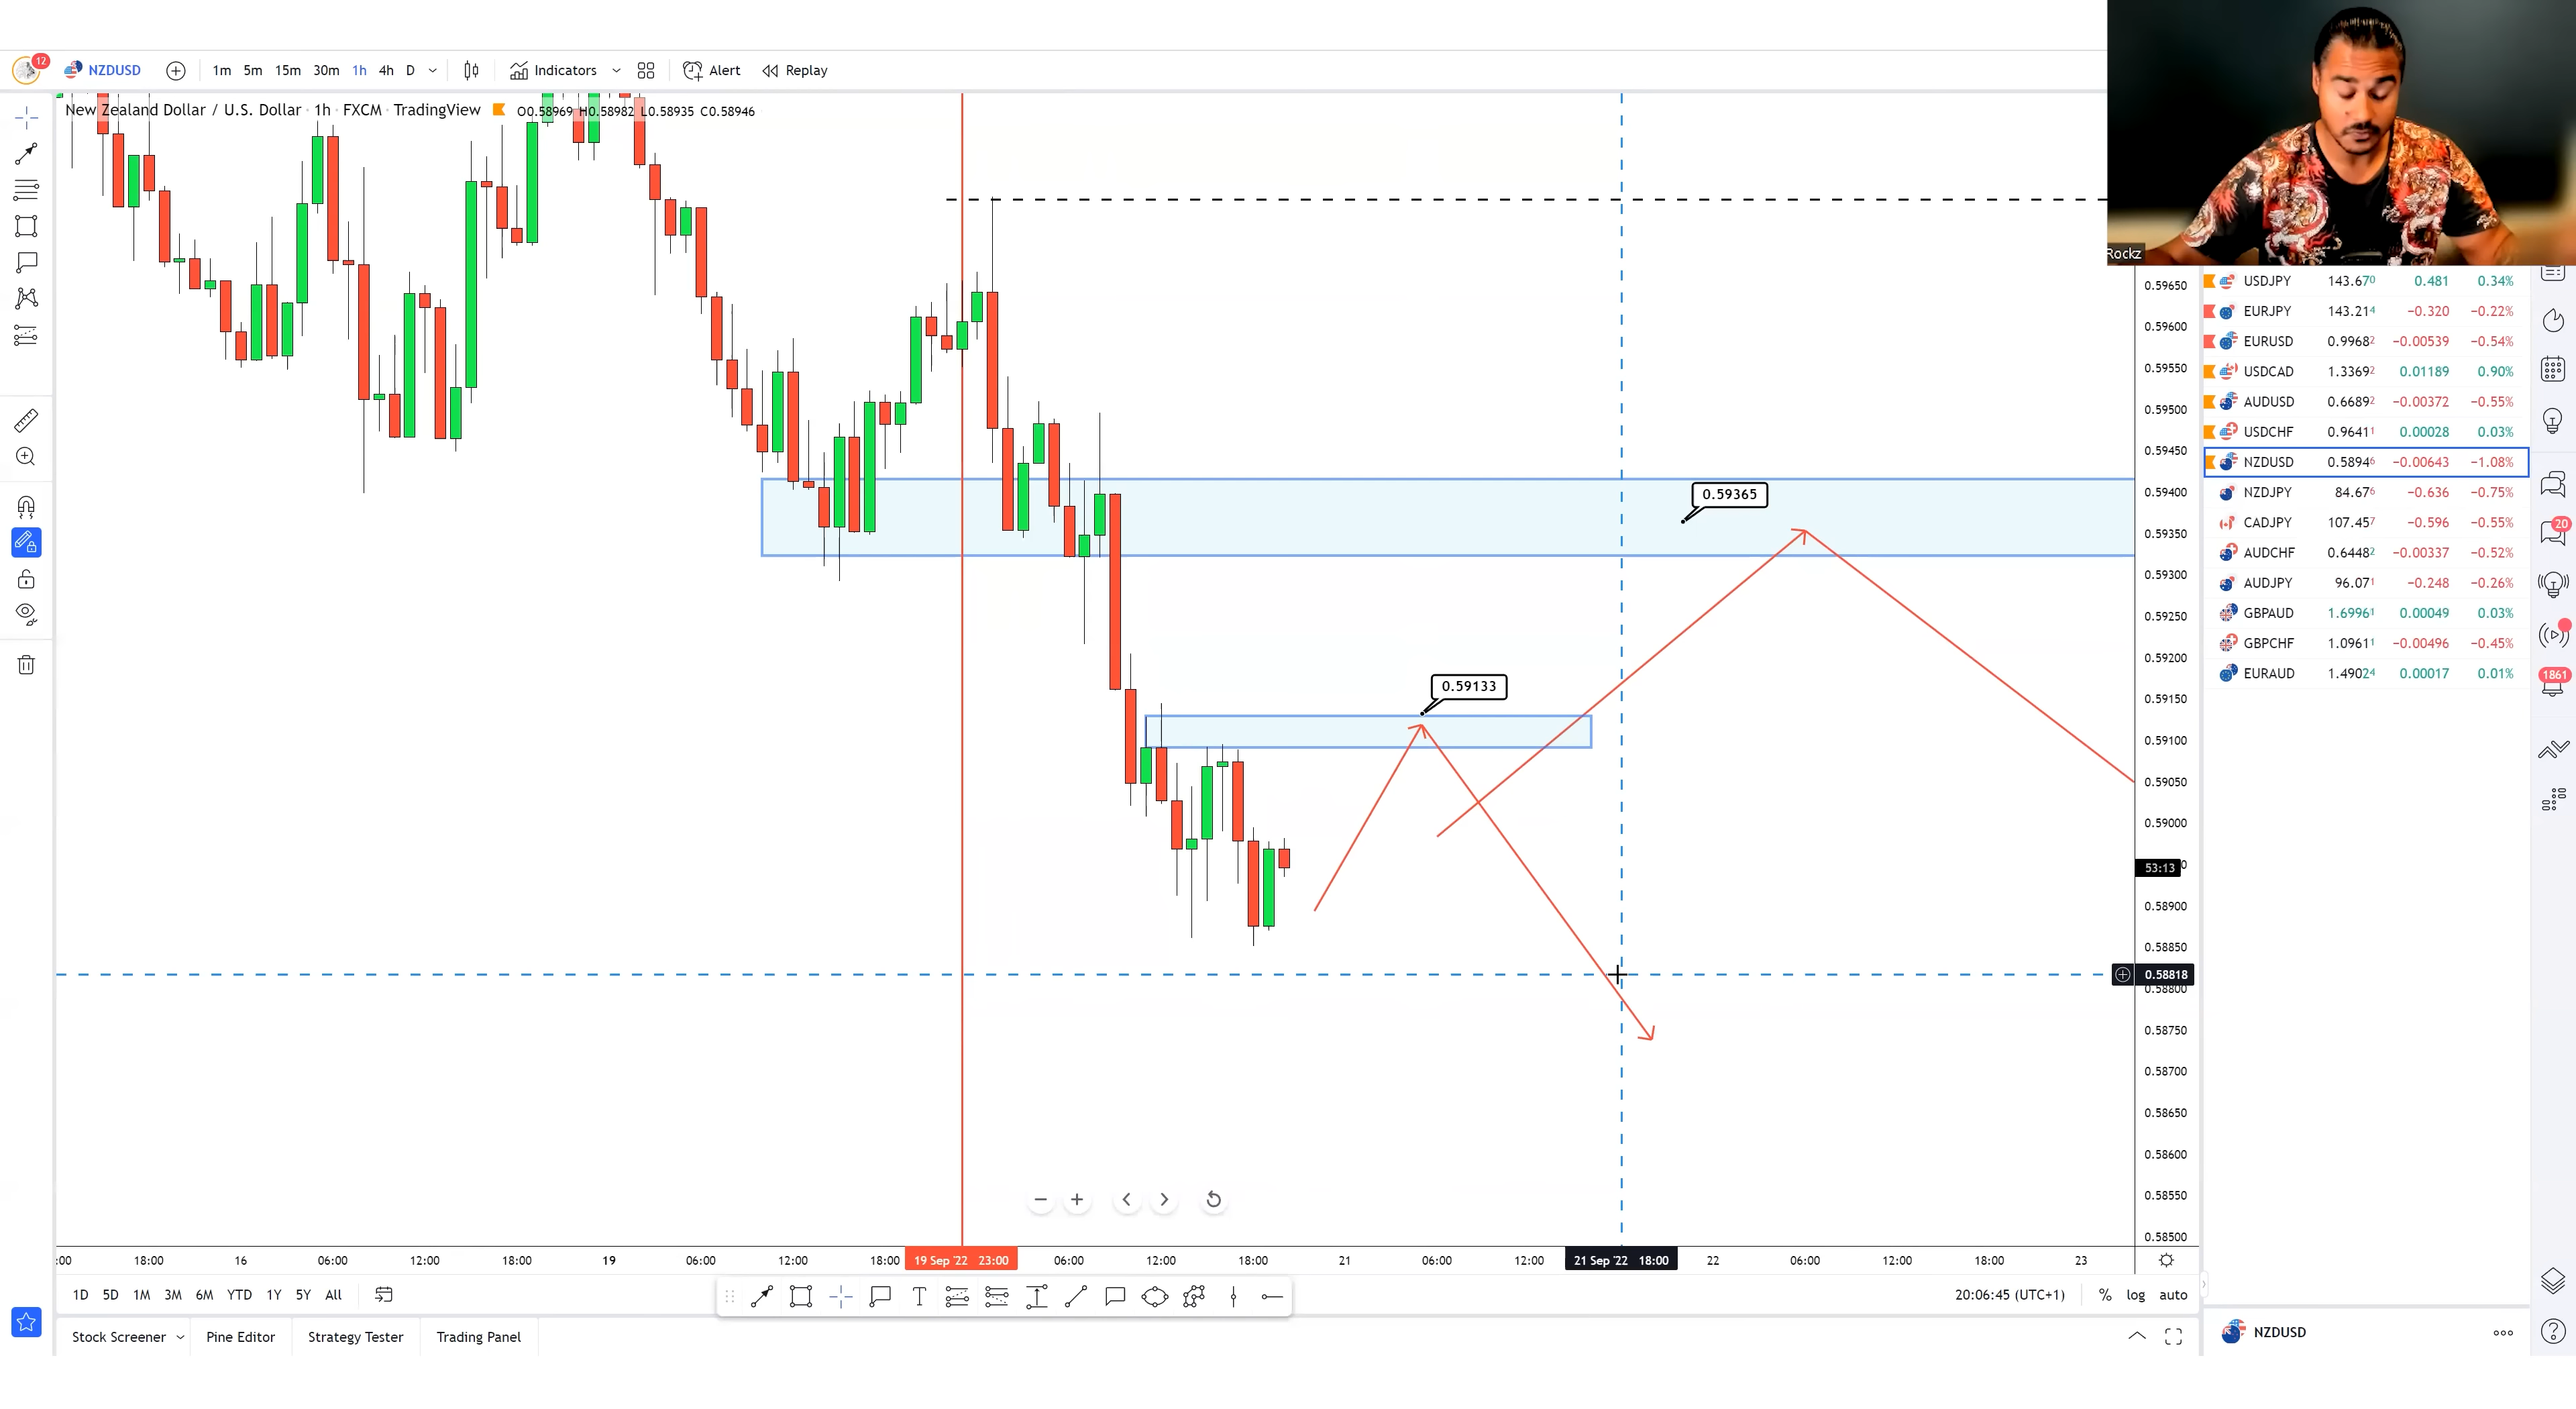 12
NZDUSD 1m 5m 15m 30m 1h 4h D Indicators Alert Replay
New Zealand Dollar / U.S. Dollar · 1h · FXCM · TradingView O0.58969 H0.58982 L0.58935 C0.58946
Rockz
0.59650
0.59600
0.59550
0.59500
0.59450
0.59400
0.59350
0.59300
0.59250
0.59200
0.59150
0.59100
0.59050
0.59000
53:13
0.58900
0.58850
0.58818
0.58800
0.58750
0.58700
0.58650
0.58600
0.58550
0.58500
0.59365
0.59133
USDJPY 143.670 0.481 0.34%
EURJPY 143.214 −0.320 −0.22%
EURUSD 0.99682 −0.00539 −0.54%
USDCAD 1.33692 0.01189 0.90%
AUDUSD 0.66892 −0.00372 −0.55%
USDCHF 0.96411 0.00028 0.03%
NZDUSD 0.58946 −0.00643 −1.08%
NZDJPY 84.676 −0.636 −0.75%
CADJPY 107.457 −0.596 −0.55%
AUDCHF 0.64482 −0.00337 −0.52%
AUDJPY 96.071 −0.248 −0.26%
GBPAUD 1.69961 0.00049 0.03%
GBPCHF 1.09611 −0.00496 −0.45%
EURAUD 1.49024 0.00017 0.01%
20
1861
:00 18:00 16 06:00 12:00 18:00 19 06:00 12:00 18:00 19 Sep '22 23:00 06:00 12:00 18:00 21 06:00 12:00 21 Sep '22 18:00 22 06:00 12:00 18:00 23
1D 5D 1M 3M 6M YTD 1Y 5Y All 20:06:45 (UTC+1) % log auto
Stock Screener Pine Editor Strategy Tester Trading Panel
NZDUSD